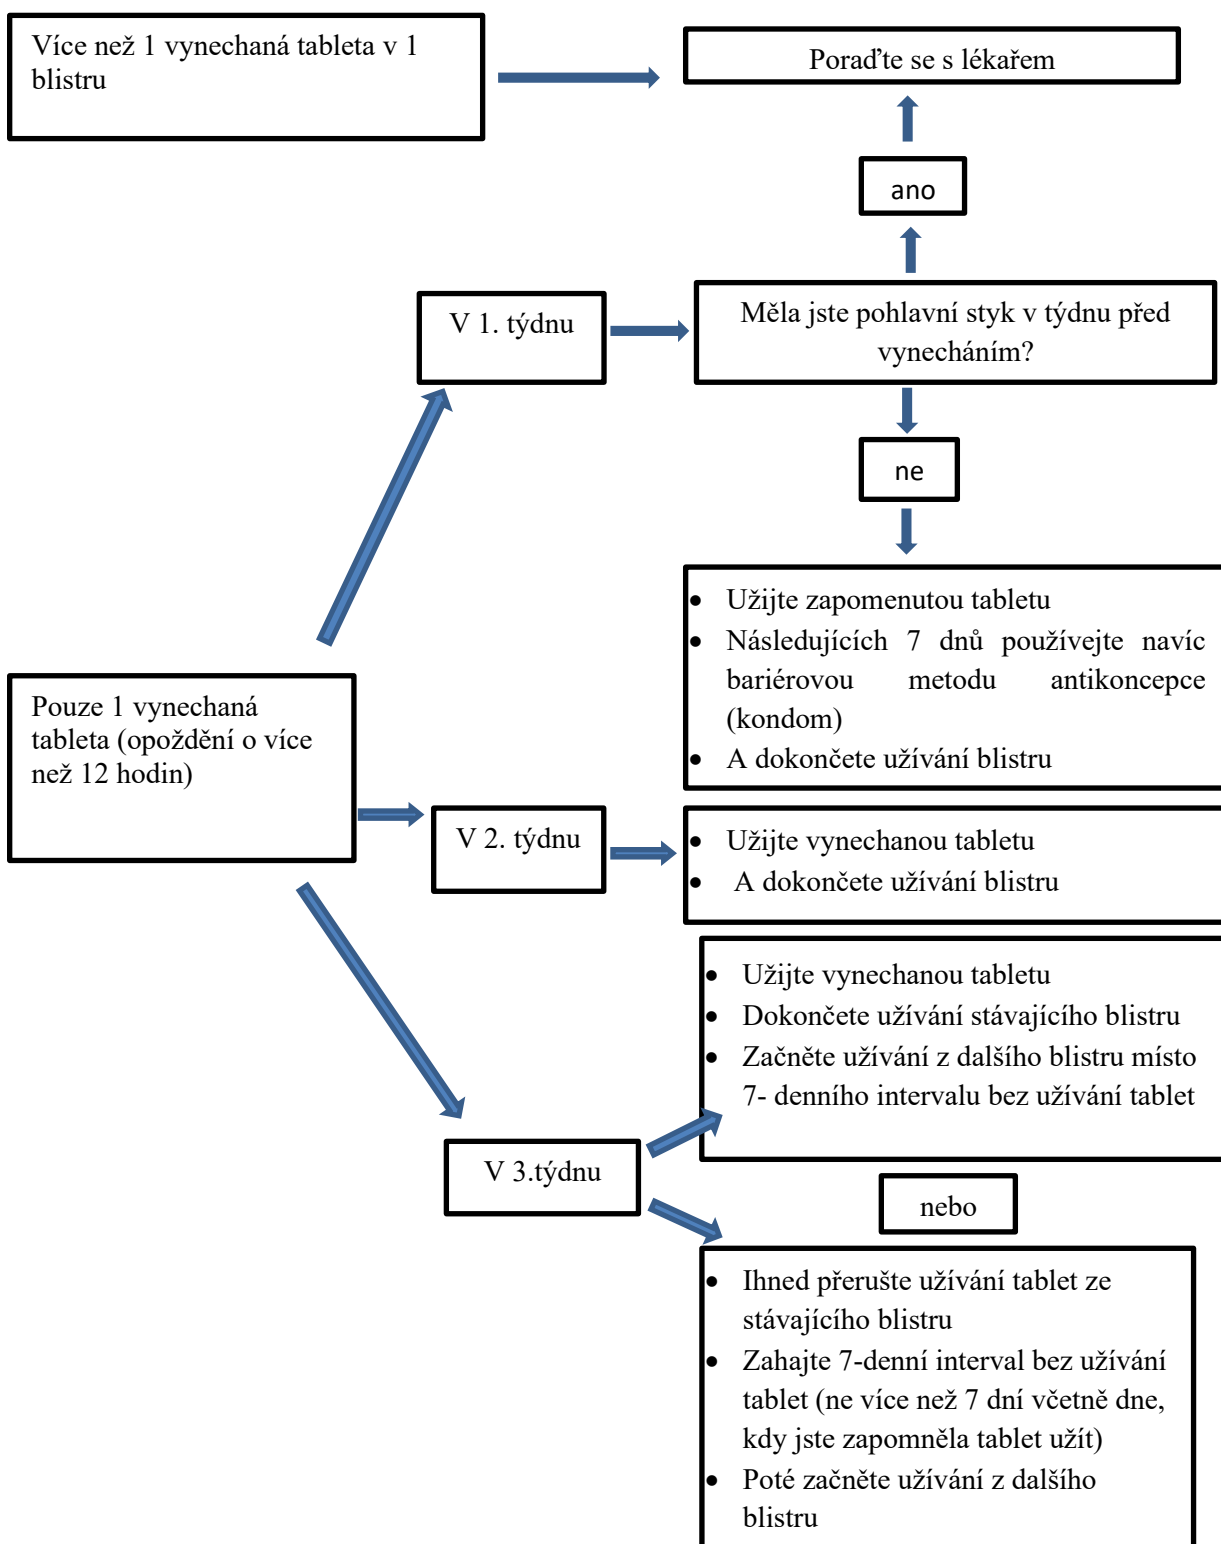 Více než 1 vynechaná tableta v 1
blistru
Poraďte se s lékařem
ano
V 1. týdnu
Měla jste pohlavní styk v týdnu před
vynecháním?
ne
• Užijte zapomenutou tabletu
• Následujících 7 dnů používejte navíc
bariérovou metodu antikoncepce
(kondom)
• A dokončete užívání blistru
Pouze 1 vynechaná
tableta (opoždění o více
než 12 hodin)
V 2. týdnu
• Užijte vynechanou tabletu
• A dokončete užívání blistru
• Užijte vynechanou tabletu
• Dokončete užívání stávajícího blistru
• Začněte užívání z dalšího blistru místo
7- denního intervalu bez užívání tablet
V 3.týdnu
nebo
• Ihned přerušte užívání tablet ze
stávajícího blistru
• Zahajte 7-denní interval bez užívání
tablet (ne více než 7 dní včetně dne,
kdy jste zapomněla tablet užít)
• Poté začněte užívání z dalšího
blistru